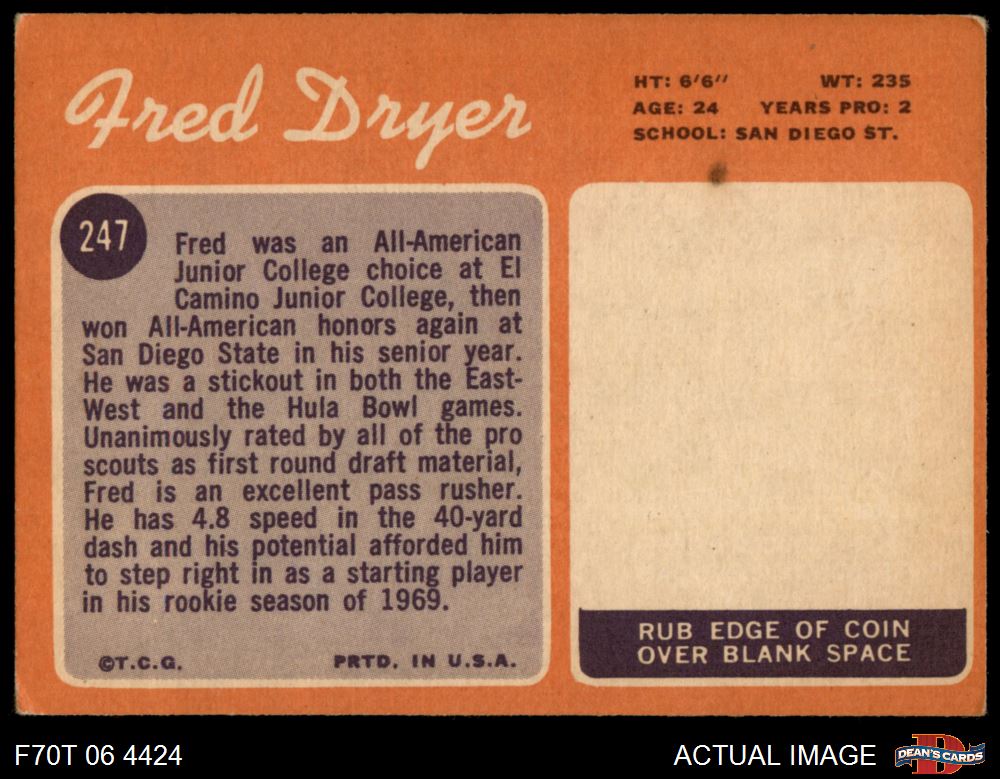 Fred Dryer
HT: 6'6" WT: 235
AGE: 24 YEARS PRO: 2
SCHOOL: SAN DIEGO ST.
247
Fred was an All-American
Junior College choice at El
Camino Junior College, then
won All-American honors again at
San Diego State in his senior year.
He was a stickout in both the East-
West and the Hula Bowl games.
Unanimously rated by all of the pro
scouts as first round draft material,
Fred is an excellent pass rusher.
He has 4.8 speed in the 40-yard
dash and his potential afforded him
to step right in as a starting player
in his rookie season of 1969.
©T.C.G. PRTD. IN U.S.A.
RUB EDGE OF COIN
OVER BLANK SPACE
F70T 06 4424
ACTUAL IMAGE
D
DEAN'S CARDS